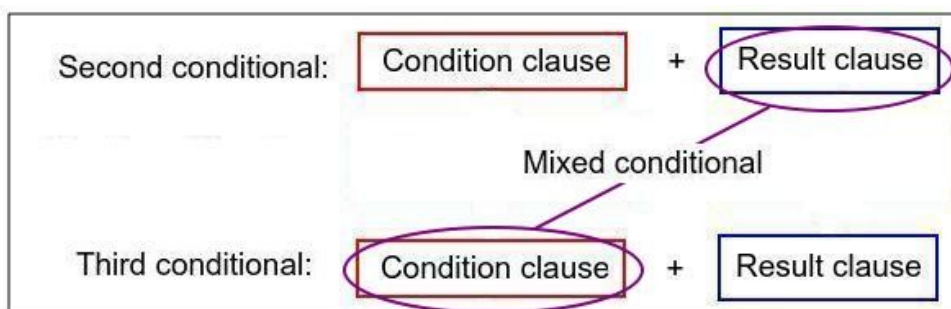 Second conditional: Condition clause + Result clause
Mixed conditional
Third conditional: Condition clause + Result clause